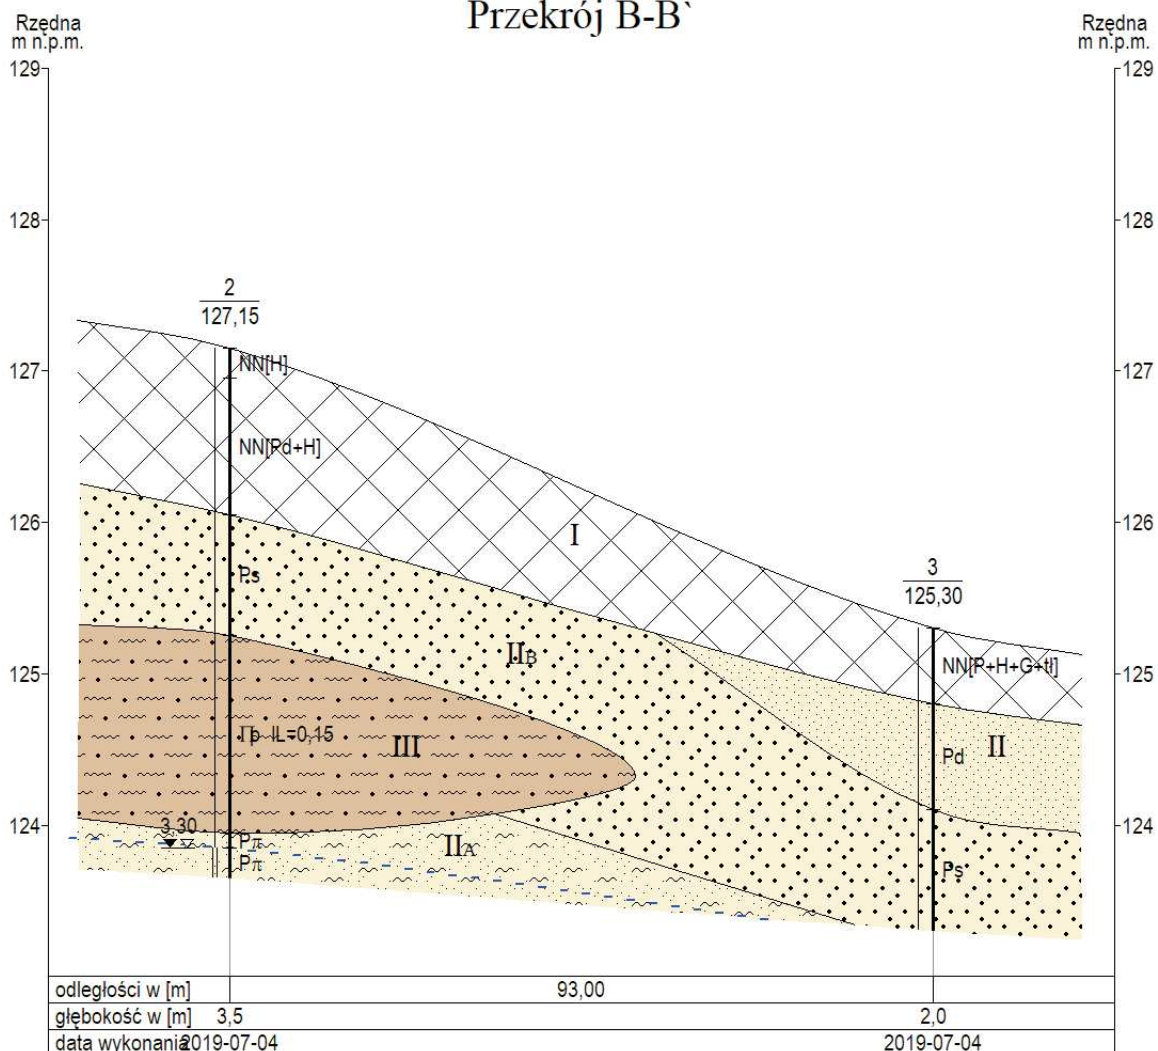 Przekrój B-B`
Rzędna
m n.p.m.
Rzędna
m n.p.m.
129
129
128
128
2
127,15
127
127
NN[H]
NN[Pd+H]
126
126
I
3
125,30
Ps
IIB
125
125
NN[P+H+G+tł]
Πp IL=0,15
III
Pd
II
124
124
3,30
Pπ
Pπ
IIA
Ps
odległości w [m] 93,00
głębokość w [m] 3,5 2,0
data wykonania 2019-07-04 2019-07-04